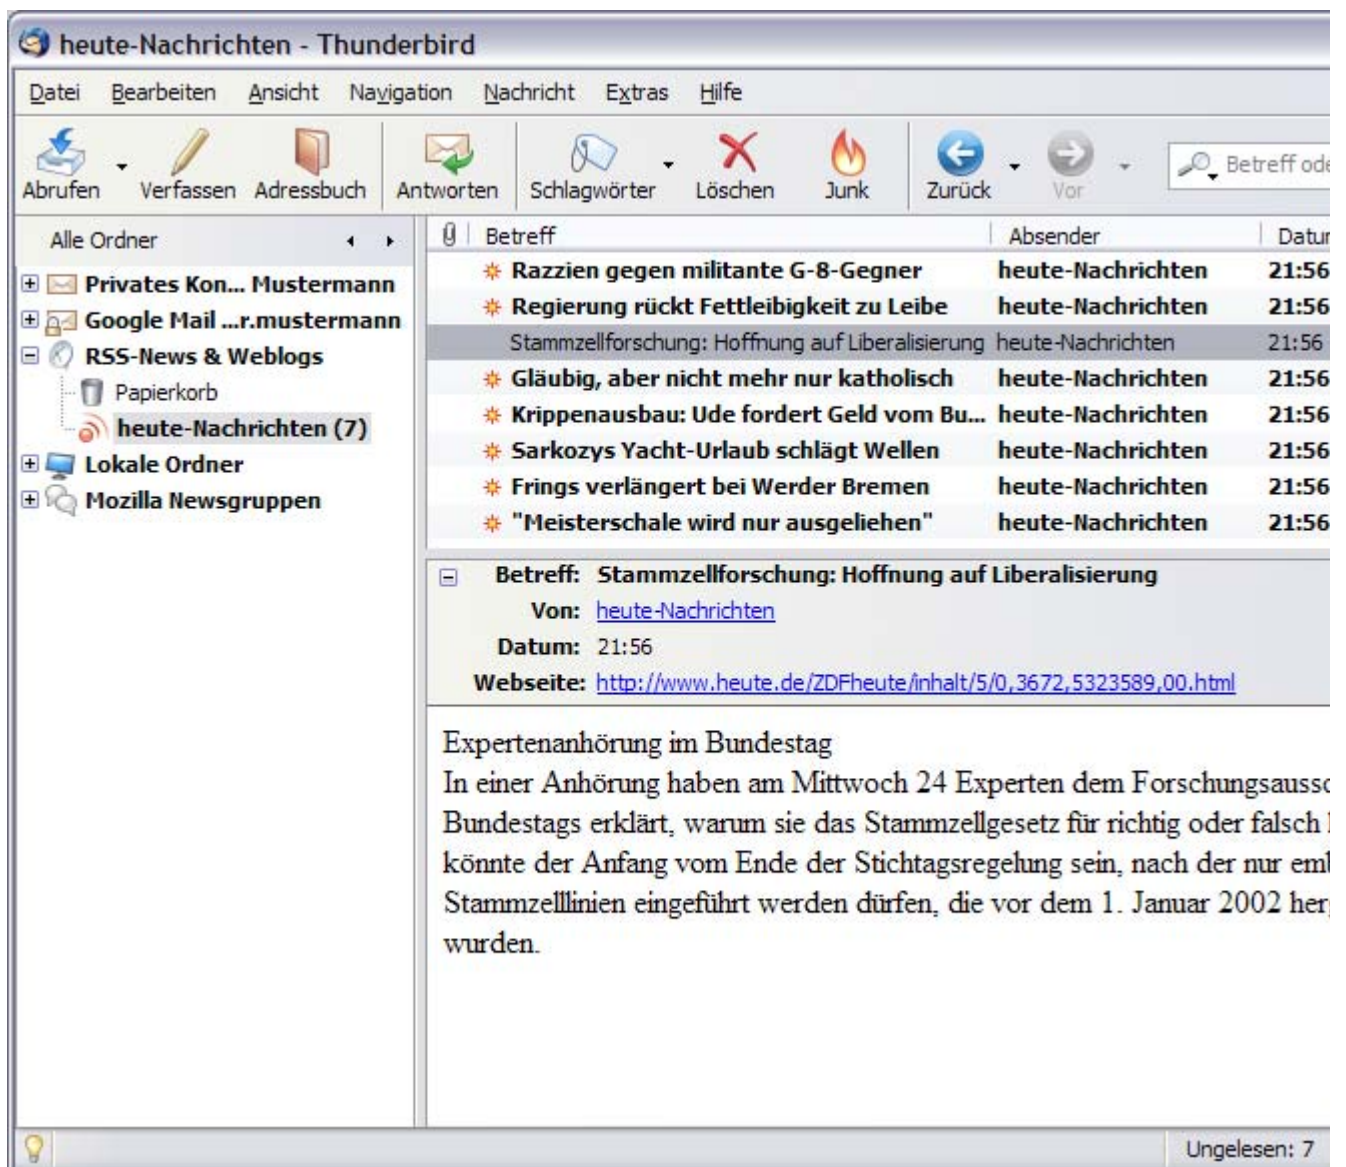 heute-Nachrichten - Thunderbird
Datei Bearbeiten Ansicht Navigation Nachricht Extras Hilfe
Abrufen Verfassen Adressbuch Antworten Schlagwörter Löschen Junk Zurück Vor Betreff ode
Alle Ordner
Privates Kon... Mustermann
Google Mail ...r.mustermann
RSS-News & Weblogs
Papierkorb
heute-Nachrichten (7)
Lokale Ordner
Mozilla Newsgruppen
Betreff Absender Datu
Razzien gegen militante G-8-Gegner heute-Nachrichten 21:56
Regierung rückt Fettleibigkeit zu Leibe heute-Nachrichten 21:56
Stammzellforschung: Hoffnung auf Liberalisierung heute-Nachrichten 21:56
Gläubig, aber nicht mehr nur katholisch heute-Nachrichten 21:56
Krippenausbau: Ude fordert Geld vom Bu... heute-Nachrichten 21:56
Sarkozys Yacht-Urlaub schlägt Wellen heute-Nachrichten 21:56
Frings verlängert bei Werder Bremen heute-Nachrichten 21:56
"Meisterschale wird nur ausgeliehen" heute-Nachrichten 21:56
Betreff: Stammzellforschung: Hoffnung auf Liberalisierung
Von: heute-Nachrichten
Datum: 21:56
Webseite: http://www.heute.de/ZDFheute/inhalt/5/0,3672,5323589,00.html
Expertenanhörung im Bundestag
In einer Anhörung haben am Mittwoch 24 Experten dem Forschungsaussc
Bundestags erklärt, warum sie das Stammzellgesetz für richtig oder falsch
könnte der Anfang vom Ende der Stichtagsregelung sein, nach der nur em
Stammzelllinien eingeführt werden dürfen, die vor dem 1. Januar 2002 her
wurden.
Ungelesen: 7